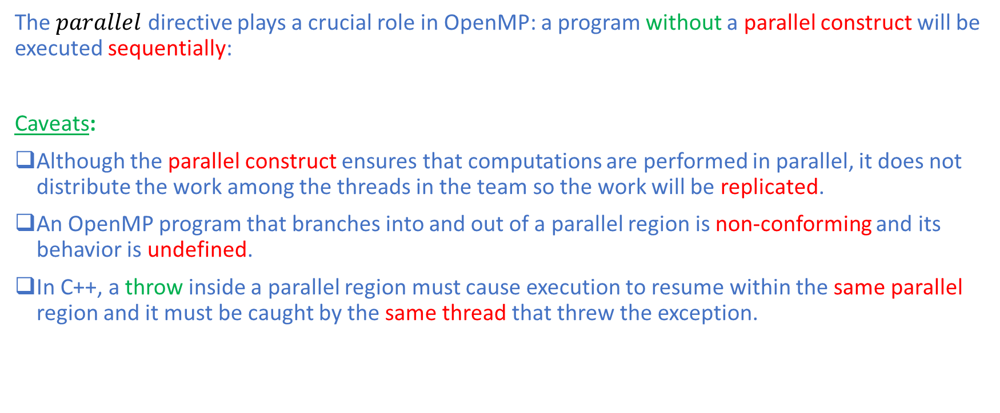 The parallel directive plays a crucial role in OpenMP: a program without a parallel construct will be
executed sequentially:
Caveats:
❑Although the parallel construct ensures that computations are performed in parallel, it does not
distribute the work among the threads in the team so the work will be replicated.
❑An OpenMP program that branches into and out of a parallel region is non-conforming and its
behavior is undefined.
❑In C++, a throw inside a parallel region must cause execution to resume within the same parallel
region and it must be caught by the same thread that threw the exception.